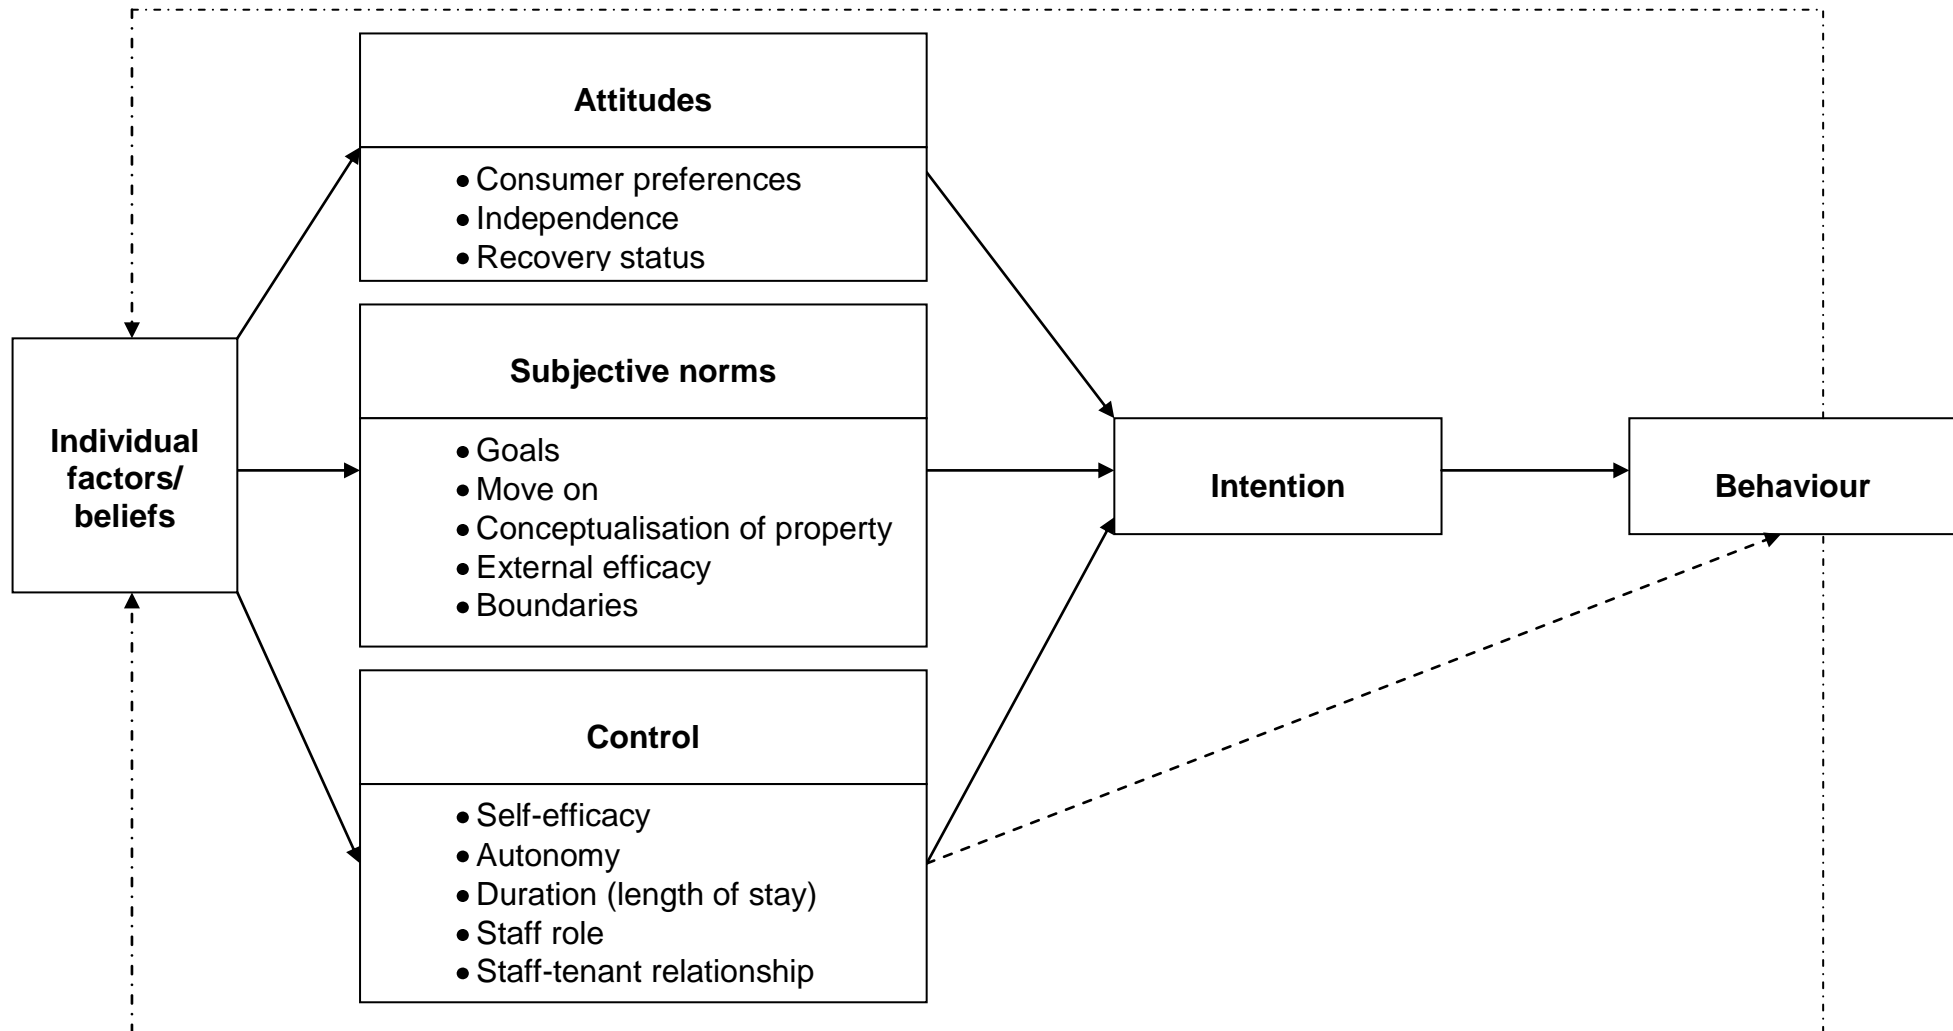 Attitudes
• Consumer preferences
• Independence
• Recovery status
Individual
factors/
beliefs
Subjective norms
• Goals
• Move on
• Conceptualisation of property
• External efficacy
• Boundaries
Control
• Self-efficacy
• Autonomy
• Duration (length of stay)
• Staff role
• Staff-tenant relationship
Intention
Behaviour